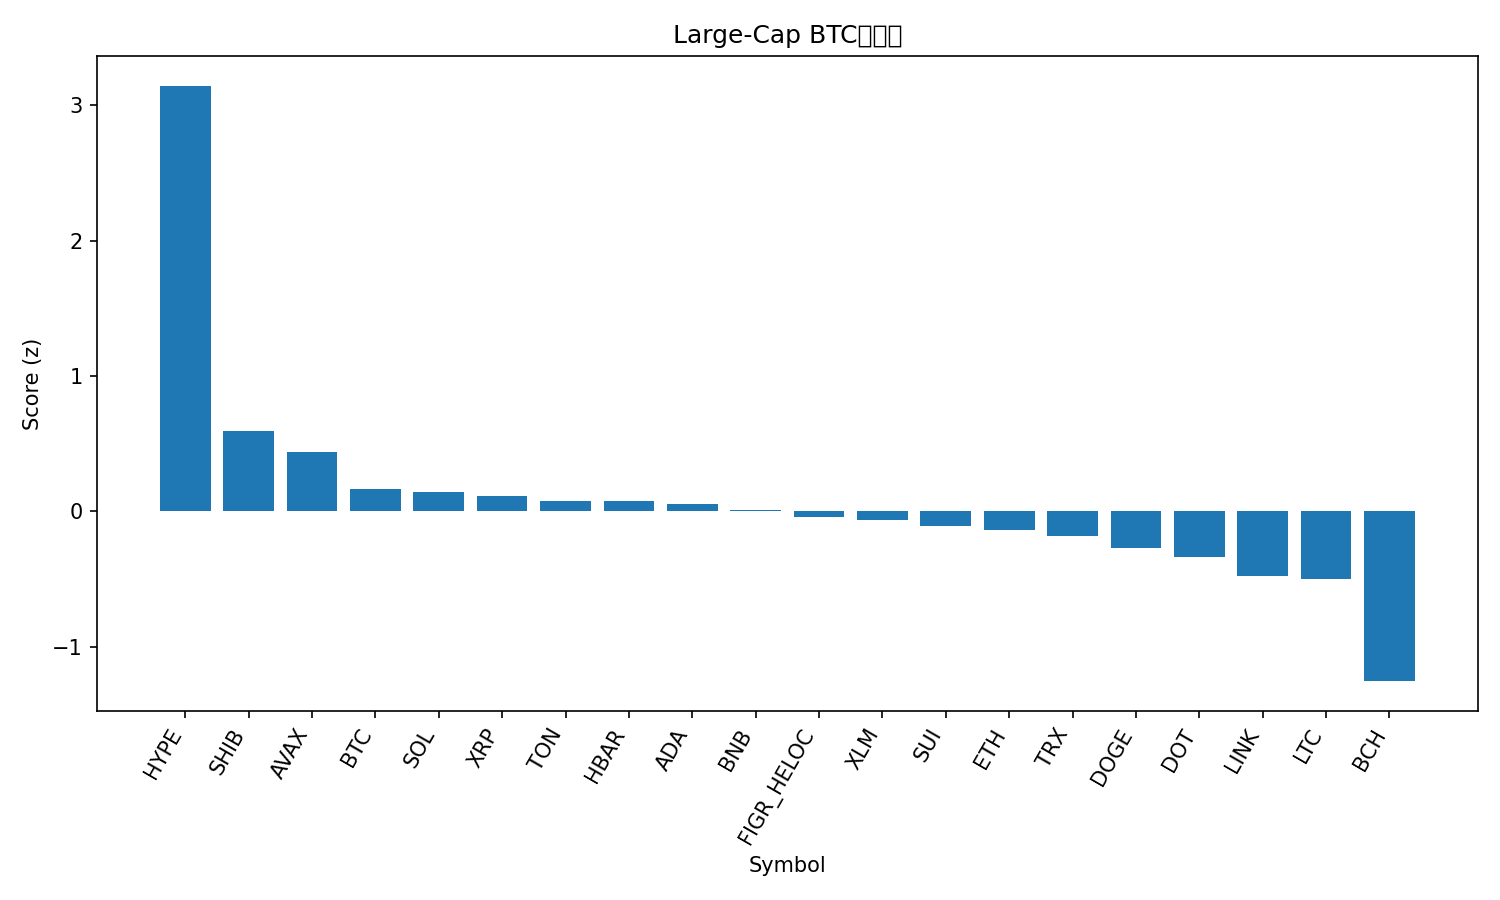 Large-Cap BTC
3
2
1
0
−1
Score (z)
HYPE
SHIB
AVAX
BTC
SOL
XRP
TON
HBAR
ADA
BNB
FIGR_HELOC
XLM
SUI
ETH
TRX
DOGE
DOT
LINK
LTC
BCH
Symbol